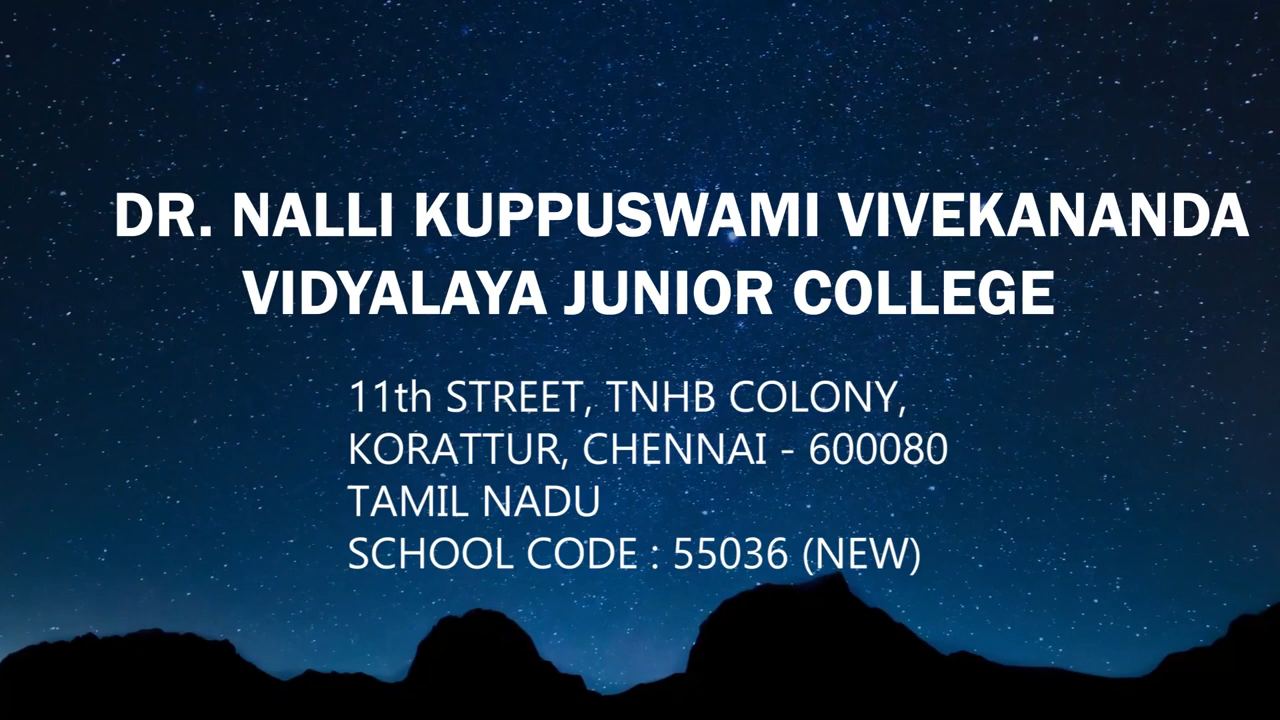 DR. NALLI KUPPUSWAMI VIVEKANANDA
VIDYALAYA JUNIOR COLLEGE
11th STREET, TNHB COLONY,
KORATTUR, CHENNAI - 600080
TAMIL NADU
SCHOOL CODE : 55036 (NEW)